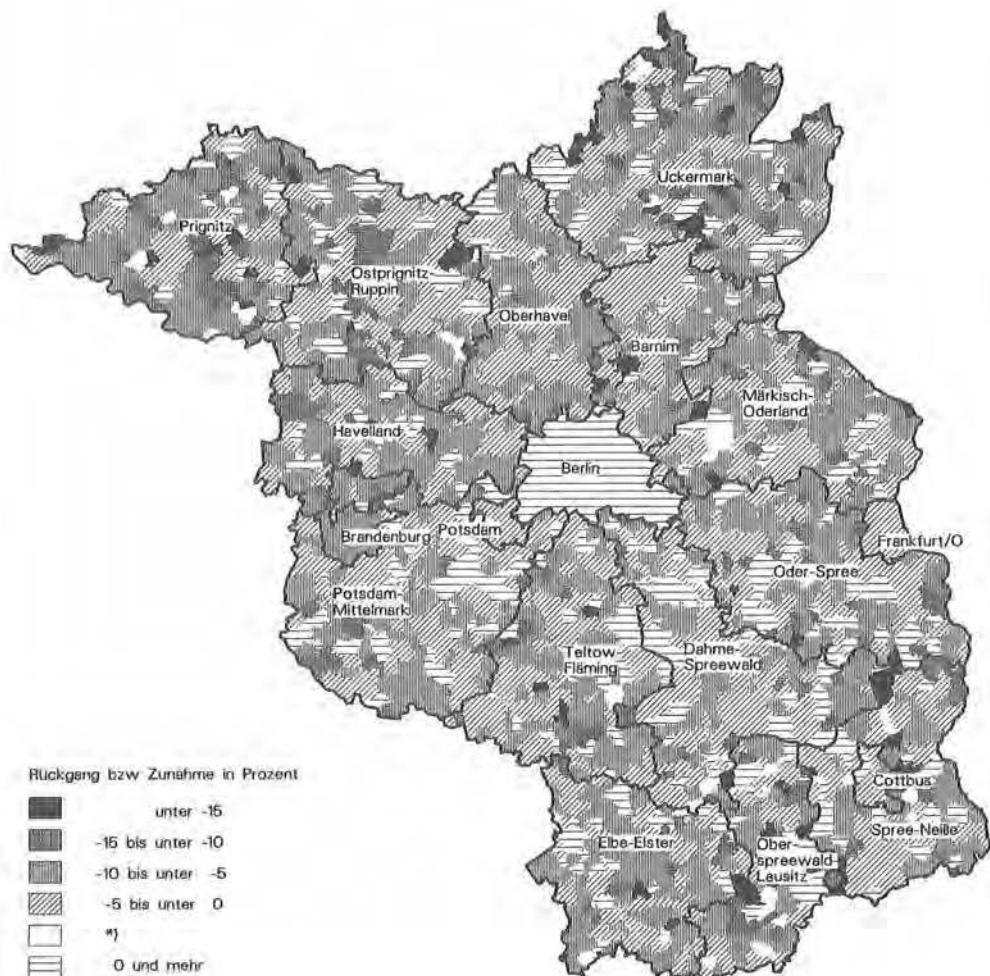 Uckermark
Prignitz
Ostprignitz-
Ruppin
Oberhavel
Barnim
Märkisch-
Oderland
Havelland
Berlin
Brandenburg
Potsdam
Frankfurt/O
Oder-Spree
Potsdam-
Mittelmark
Teltow-
Fläming
Dahme-
Spreewald
Cottbus
Spree-Neiße
Elbe-Elster
Ober-
spreewald-
Lausitz
Rückgang bzw Zunahme in Prozent
unter -15
-15 bis unter -10
-10 bis unter -5
-5 bis unter 0
*)
0 und mehr